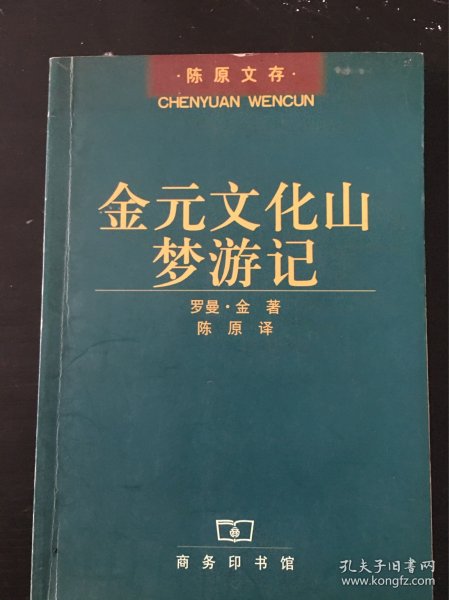 ·陈原文存·
CHENYUAN WENCUN
金元文化山
梦游记
罗曼·金 著
陈原 译
商务印书馆
孔夫子旧书网
www.kongfz.com